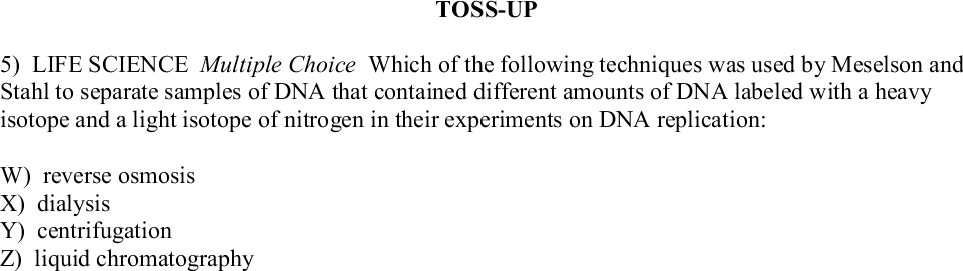 TOSS-UP
5) LIFE SCIENCE Multiple Choice Which of the following techniques was used by Meselson and
Stahl to separate samples of DNA that contained different amounts of DNA labeled with a heavy
isotope and a light isotope of nitrogen in their experiments on DNA replication:
W) reverse osmosis
X) dialysis
Y) centrifugation
Z) liquid chromatography